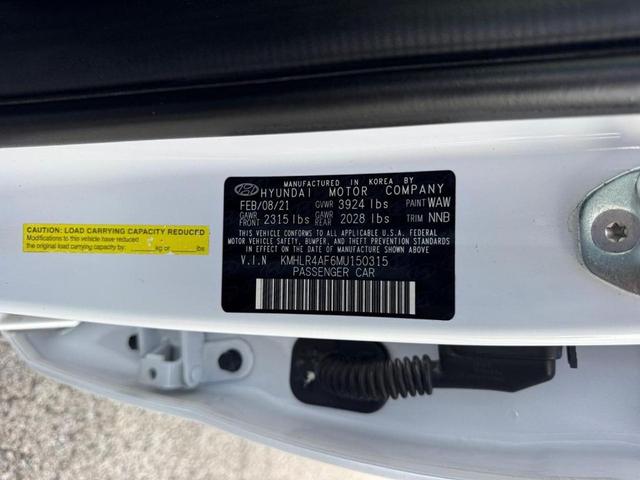 MANUFACTURED IN KOREA BY
HYUNDAI MOTOR COMPANY
FEB/08/21 GVWR 3924 lbs PAINT WAW
GAWR FRONT 2315 lbs GAWR REAR 2028 lbs TRIM NNB
THIS VEHICLE CONFORMS TO ALL APPLICABLE U.S.A. FEDERAL
MOTOR VEHICLE SAFETY, BUMPER, AND THEFT PREVENTION
STANDARDS IN EFFECT ON THE DATE OF MANUFACTURE SHOWN ABOVE
V.I.N KMHLR4AF6MU150315
PASSENGER CAR
CAUTION: LOAD CARRYING CAPACITY REDUCED
Modifications to this vehicle have reduced
the original load carrying capacity by kg or lbs